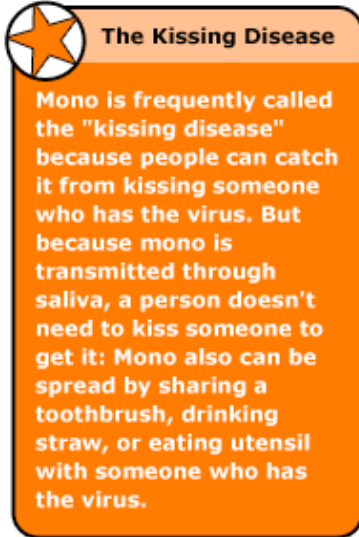 The Kissing Disease
Mono is frequently called
the "kissing disease"
because people can catch
it from kissing someone
who has the virus. But
because mono is
transmitted through
saliva, a person doesn't
need to kiss someone to
get it: Mono also can be
spread by sharing a
toothbrush, drinking
straw, or eating utensil
with someone who has
the virus.